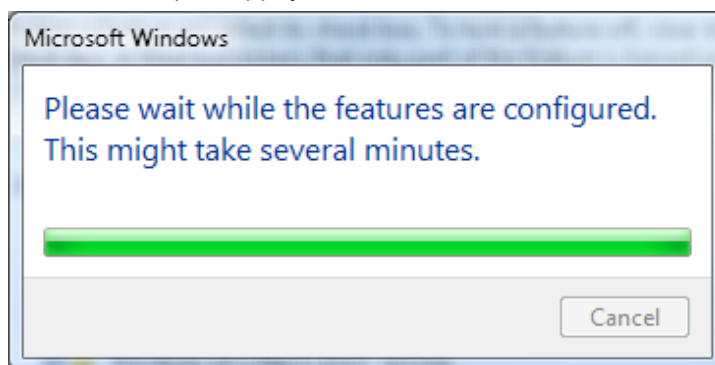 Microsoft Windows
Please wait while the features are configured.
This might take several minutes.
Cancel